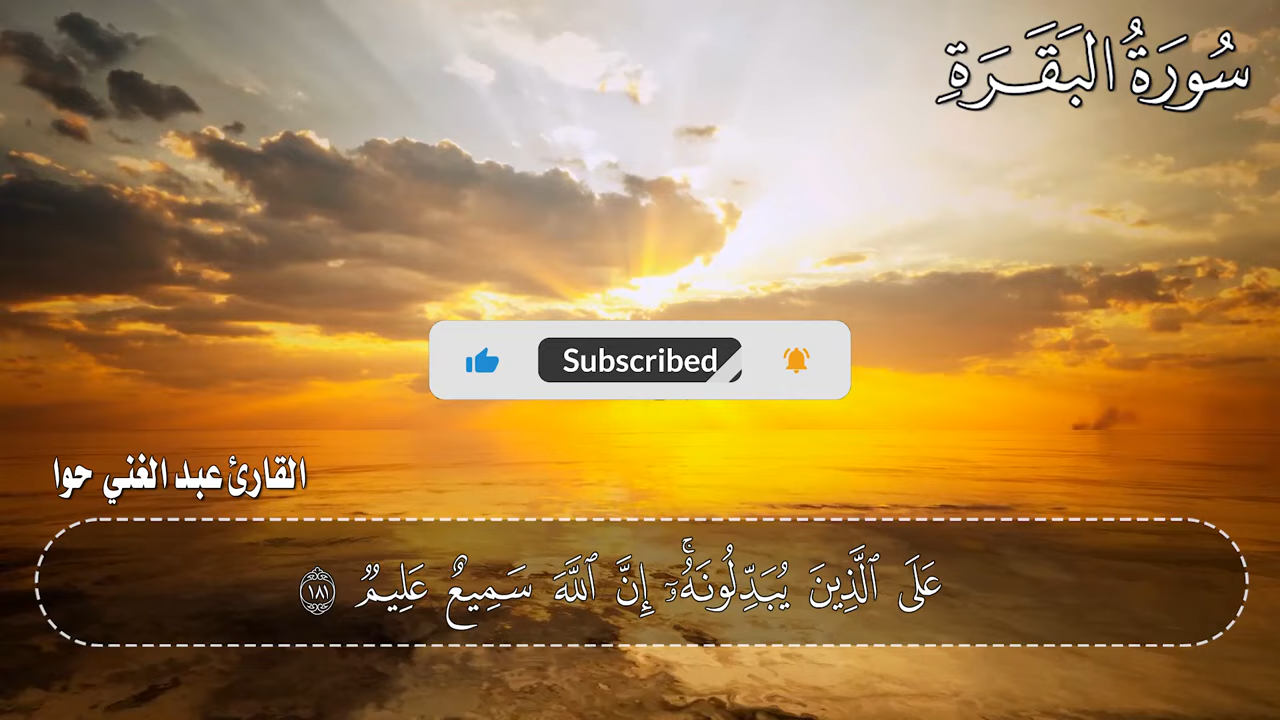 سُورَةُ البَقَرَةِ
Subscribed
القارئ عبد الغني حوا
عَلَى ٱلَّذِينَ يُبَدِّلُونَهُۥٓۚ إِنَّ ٱللَّهَ سَمِيعٌ عَلِيمٌ ١٨١